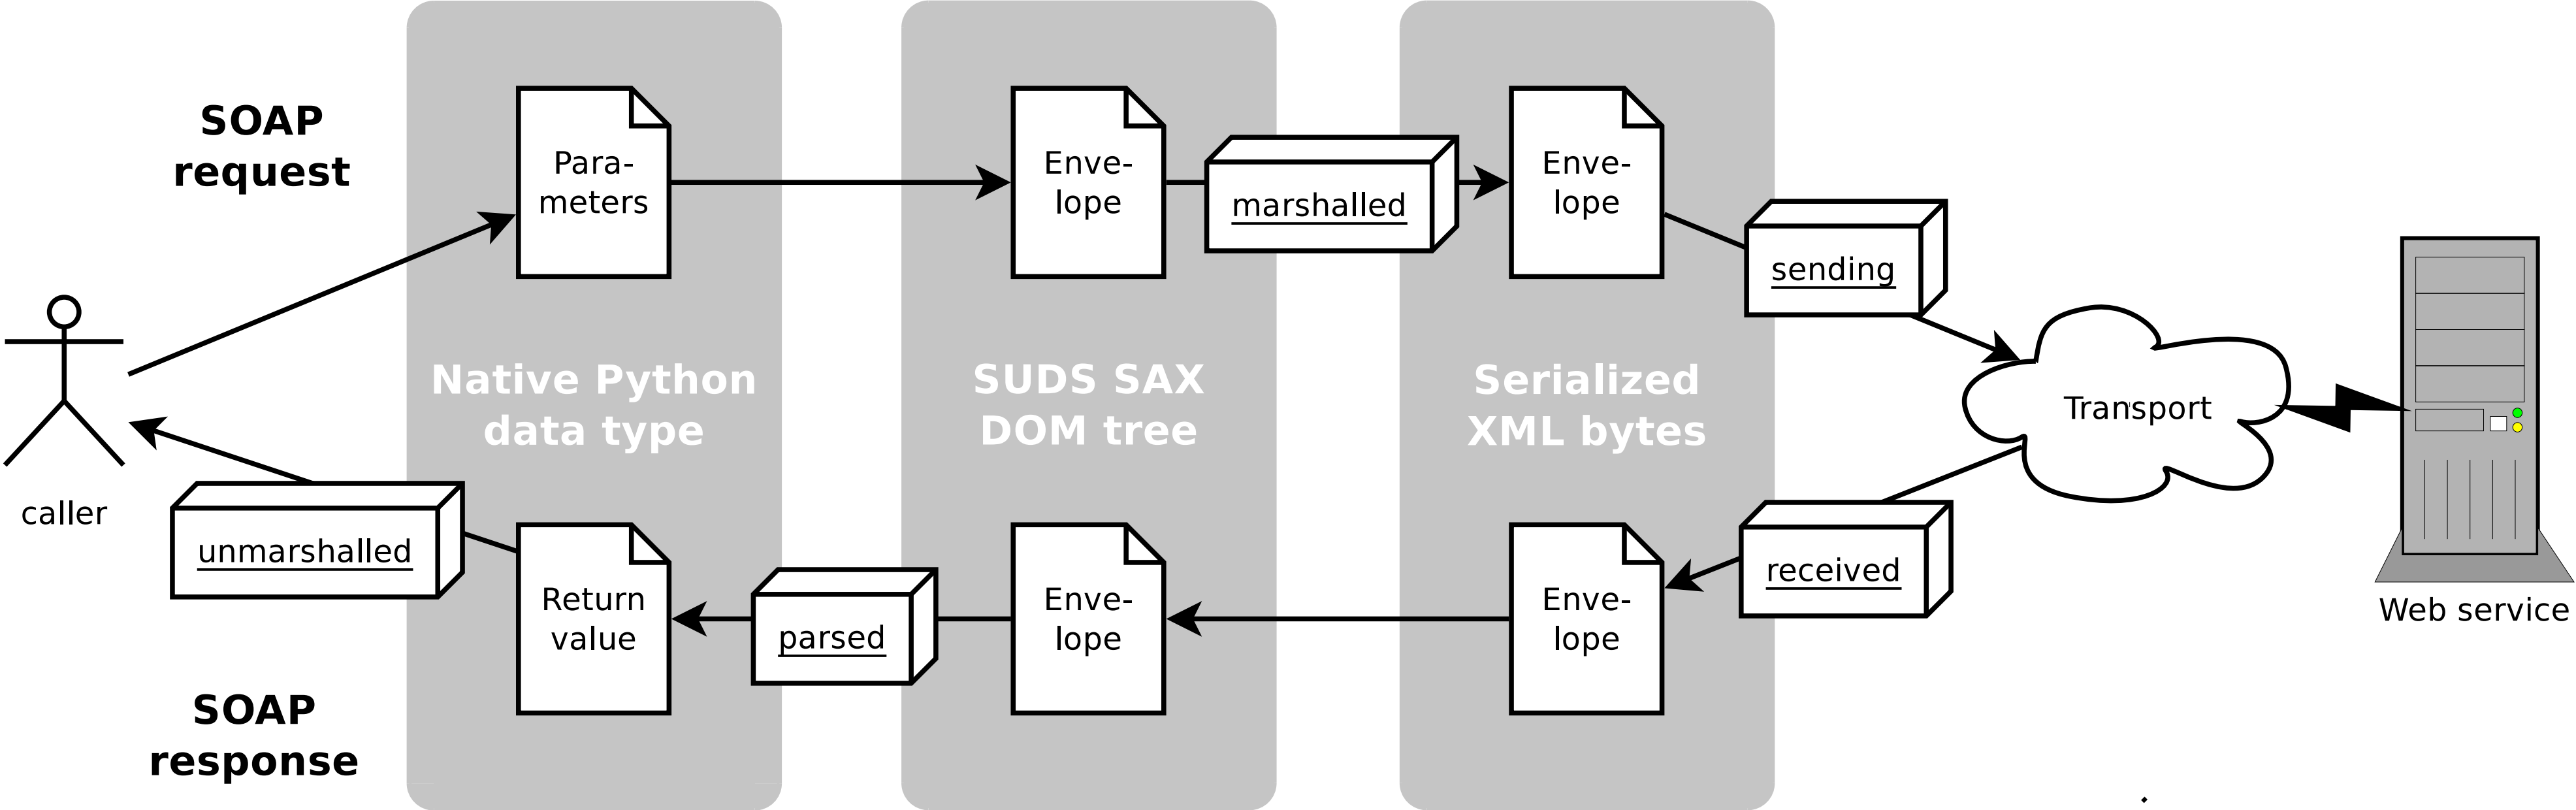 SOAP
request
Para-
meters
Enve-
lope
marshalled
Enve-
lope
sending
Native Python
data type
SUDS SAX
DOM tree
Serialized
XML bytes
Transport
caller
unmarshalled
Return
value
parsed
Enve-
lope
Enve-
lope
received
Web service
SOAP
response